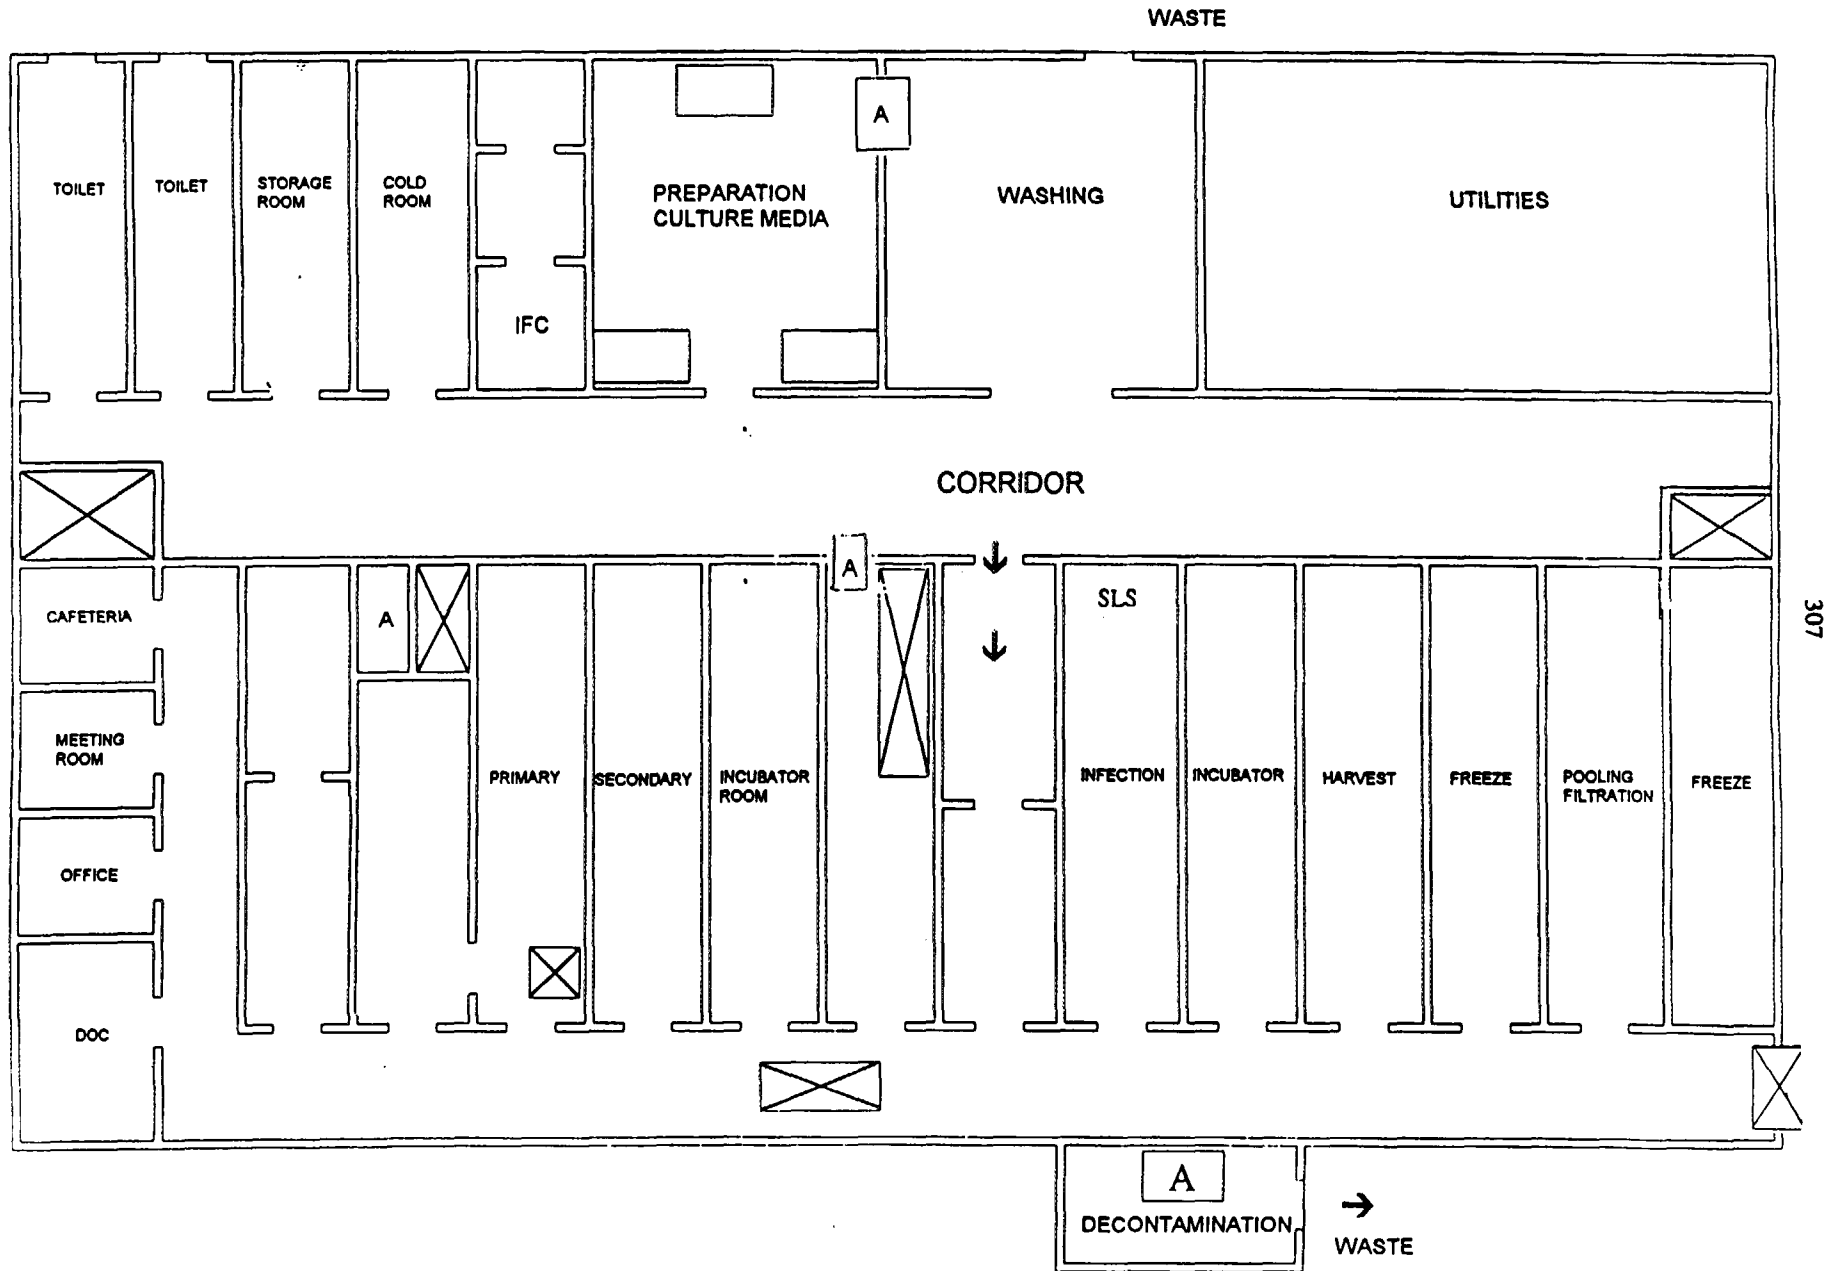 WASTE
A
TOILET
TOILET
STORAGE
ROOM
COLD
ROOM
PREPARATION
CULTURE MEDIA
WASHING
UTILITIES
IFC
CORRIDOR
A
CAFETERIA
A
SLS
307
MEETING
ROOM
PRIMARY
SECONDARY
INCUBATOR
ROOM
INFECTION
INCUBATOR
HARVEST
FREEZE
POOLING
FILTRATION
FREEZE
OFFICE
DOC
A
DECONTAMINATION
WASTE